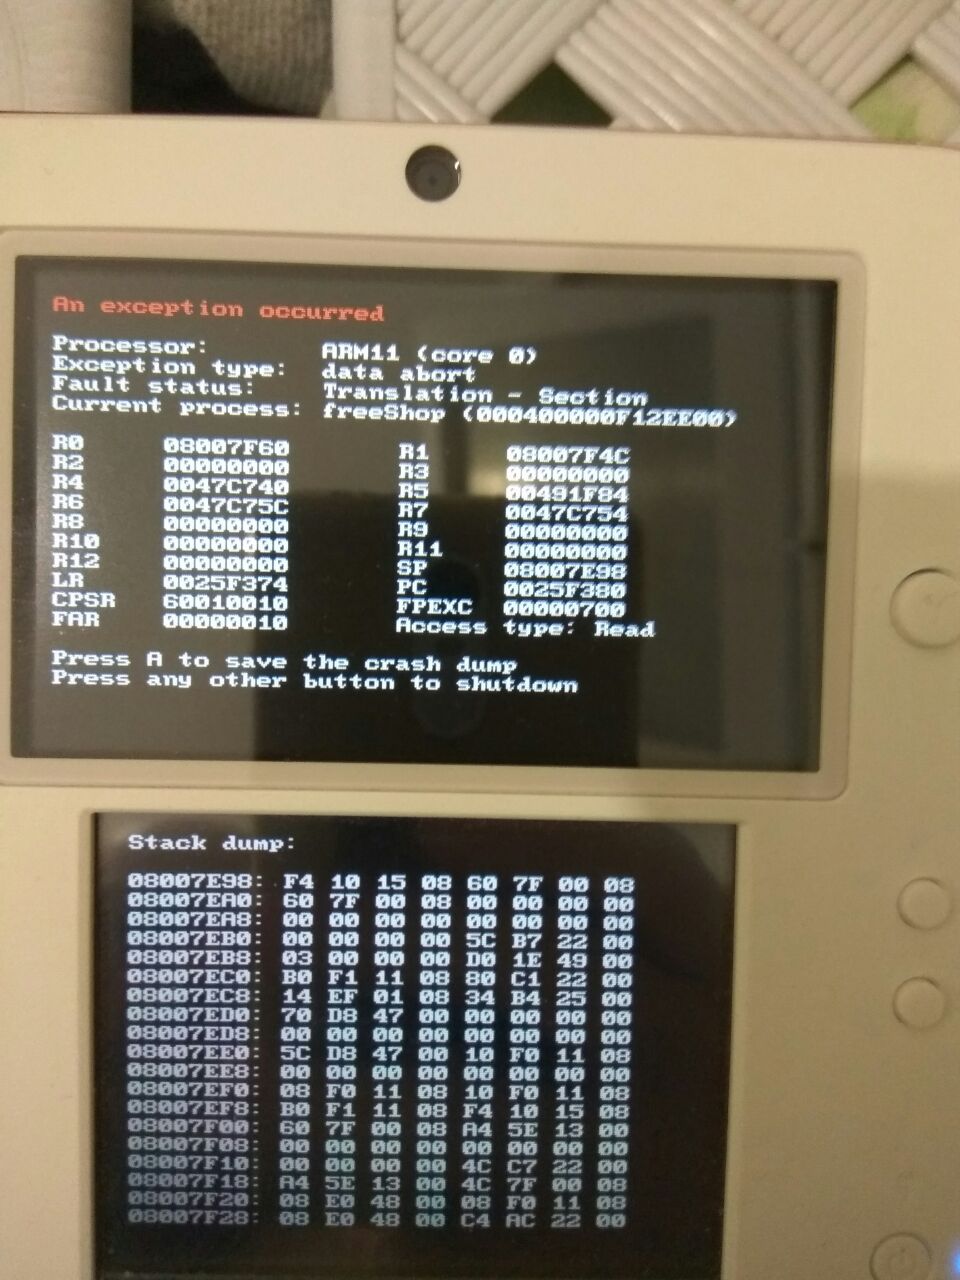 An exception occurred
Processor: ARM11 (core 0)
Exception type: data abort
Fault status: Translation - Section
Current process: freeShop (000400000F12EE00)
R0 08007F60 R1 08007F4C
R2 00000000 R3 00000000
R4 0047C740 R5 00491F84
R6 0047C75C R7 0047C754
R8 00000000 R9 00000000
R10 00000000 R11 00000000
R12 00000000 SP 08007E98
LR 0025F374 PC 0025F380
CPSR 60010010 FPEXC 00000700
FAR 00000010 Access type: Read
Press A to save the crash dump
Press any other button to shutdown
Stack dump:
08007E98: F4 10 15 08 60 7F 00 08
08007EA0: 60 7F 00 08 00 00 00 00
08007EA8: 00 00 00 00 00 00 00 00
08007EB0: 00 00 00 00 5C B7 22 00
08007EB8: 03 00 00 00 D0 1E 49 00
08007EC0: B0 F1 11 08 80 C1 22 00
08007EC8: 14 EF 01 08 34 B4 25 00
08007ED0: 70 D8 47 00 00 00 00 00
08007ED8: 00 00 00 00 00 00 00 00
08007EE0: 5C D8 47 00 10 F0 11 08
08007EE8: 00 00 00 00 00 00 00 00
08007EF0: 08 F0 11 08 10 F0 11 08
08007EF8: B0 F1 11 08 F4 10 15 08
08007F00: 60 7F 00 08 A4 5E 13 00
08007F08: 00 00 00 00 00 00 00 00
08007F10: 00 00 00 00 4C C7 22 00
08007F18: A4 5E 13 00 4C 7F 00 08
08007F20: 08 E0 48 00 08 F0 11 08
08007F28: 08 E0 48 00 C4 AC 22 00